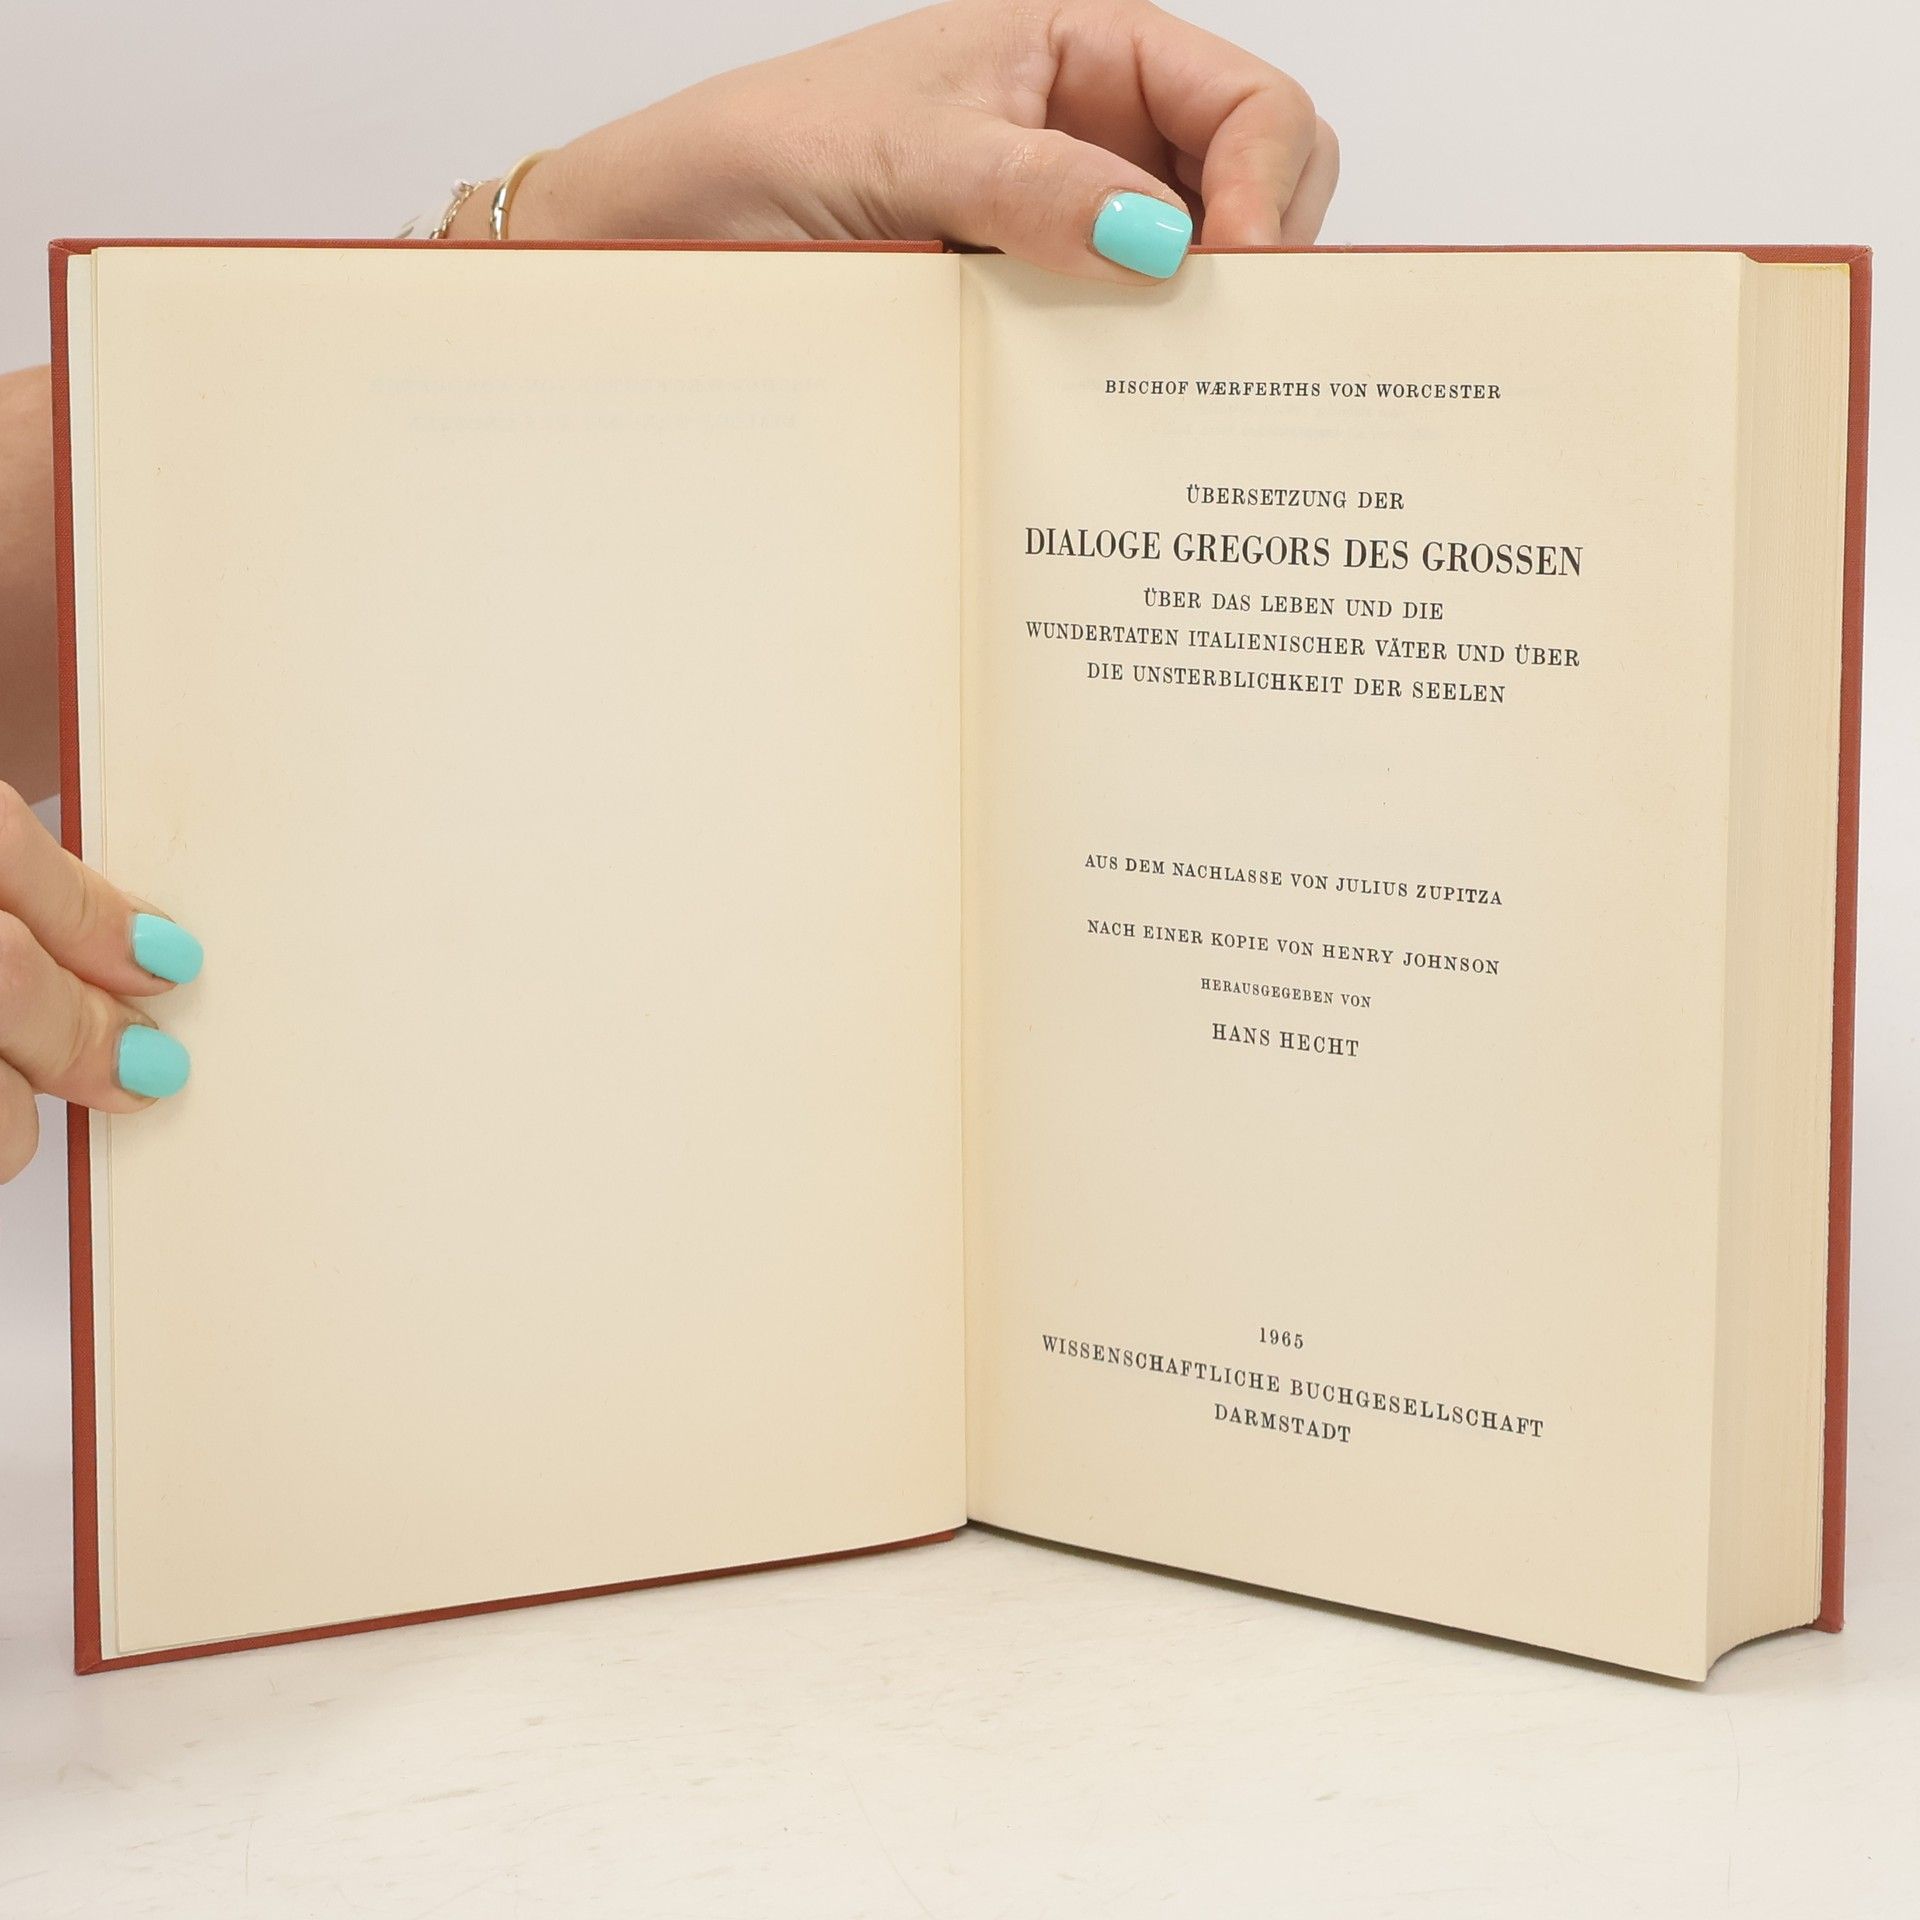 BISCHOF WÆRFERTHS VON WORCESTER
ÜBERSETZUNG DER
DIALOGE GREGORS DES GROSSEN
ÜBER DAS LEBEN UND DIE
WUNDERTATEN ITALIENISCHER VÄTER UND ÜBER
DIE UNSTERBLICHKEIT DER SEELEN
AUS DEM NACHLASSE VON JULIUS ZUPITZA
NACH EINER KOPIE VON HENRY JOHNSON
HERAUSGEGEBEN VON
HANS HECHT
1965
WISSENSCHAFTLICHE BUCHGESELLSCHAFT
DARMSTADT